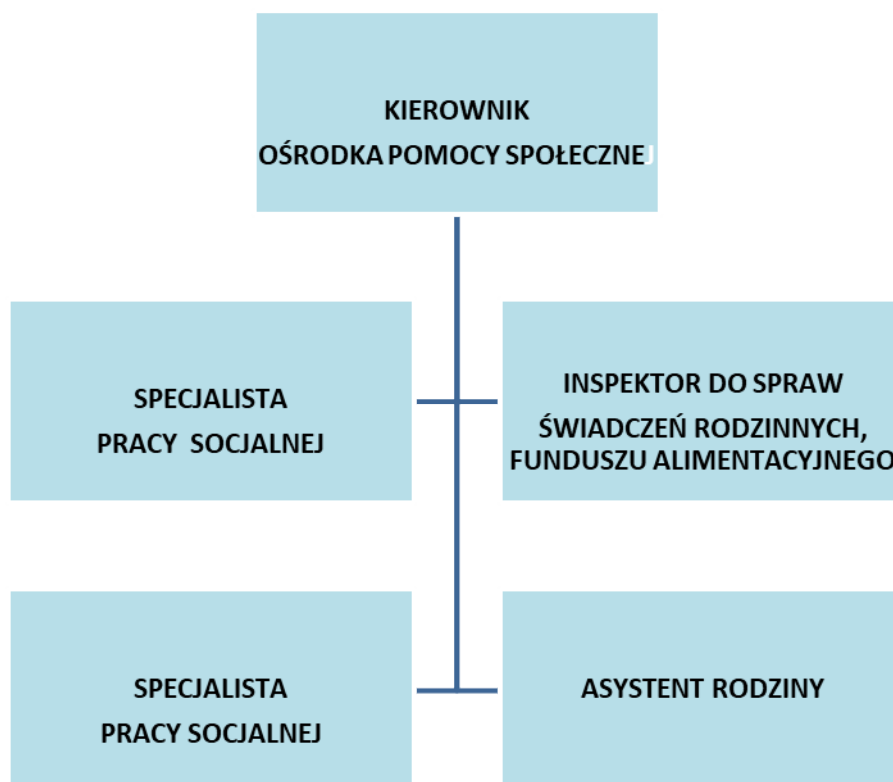 KIEROWNIK
OŚRODKA POMOCY SPOŁECZNEJ
SPECJALISTA
PRACY SOCJALNEJ
INSPEKTOR DO SPRAW
ŚWIADCZEŃ RODZINNYCH,
FUNDUSZU ALIMENTACYJNEGO
SPECJALISTA
PRACY SOCJALNEJ
ASYSTENT RODZINY